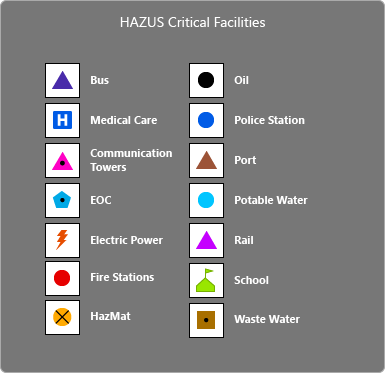 HAZUS Critical Facilities
Bus
H
Medical Care
Communication
Towers
EOC
Electric Power
Fire Stations
HazMat
Oil
Police Station
Port
Potable Water
Rail
School
Waste Water